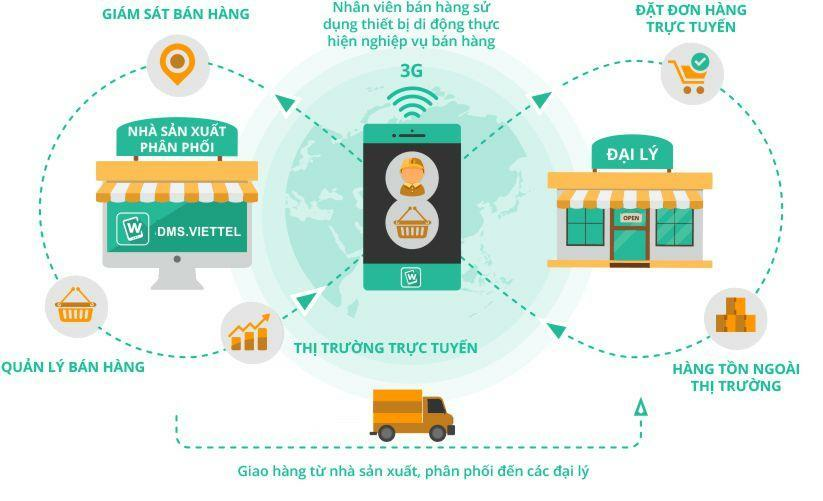 GIÁM SÁT BÁN HÀNG
Nhân viên bán hàng sử
dụng thiết bị di động thực
hiện nghiệp vụ bán hàng
3G
ĐẶT ĐƠN HÀNG
TRỰC TUYẾN
NHÀ SẢN XUẤT
PHÂN PHỐI
W
.DMS.VIETTEL
ĐẠI LÝ
OPEN
W
QUẢN LÝ BÁN HÀNG
THỊ TRƯỜNG TRỰC TUYẾN
HÀNG TỒN NGOÀI
THỊ TRƯỜNG
Giao hàng từ nhà sản xuất, phân phối đến các đại lý